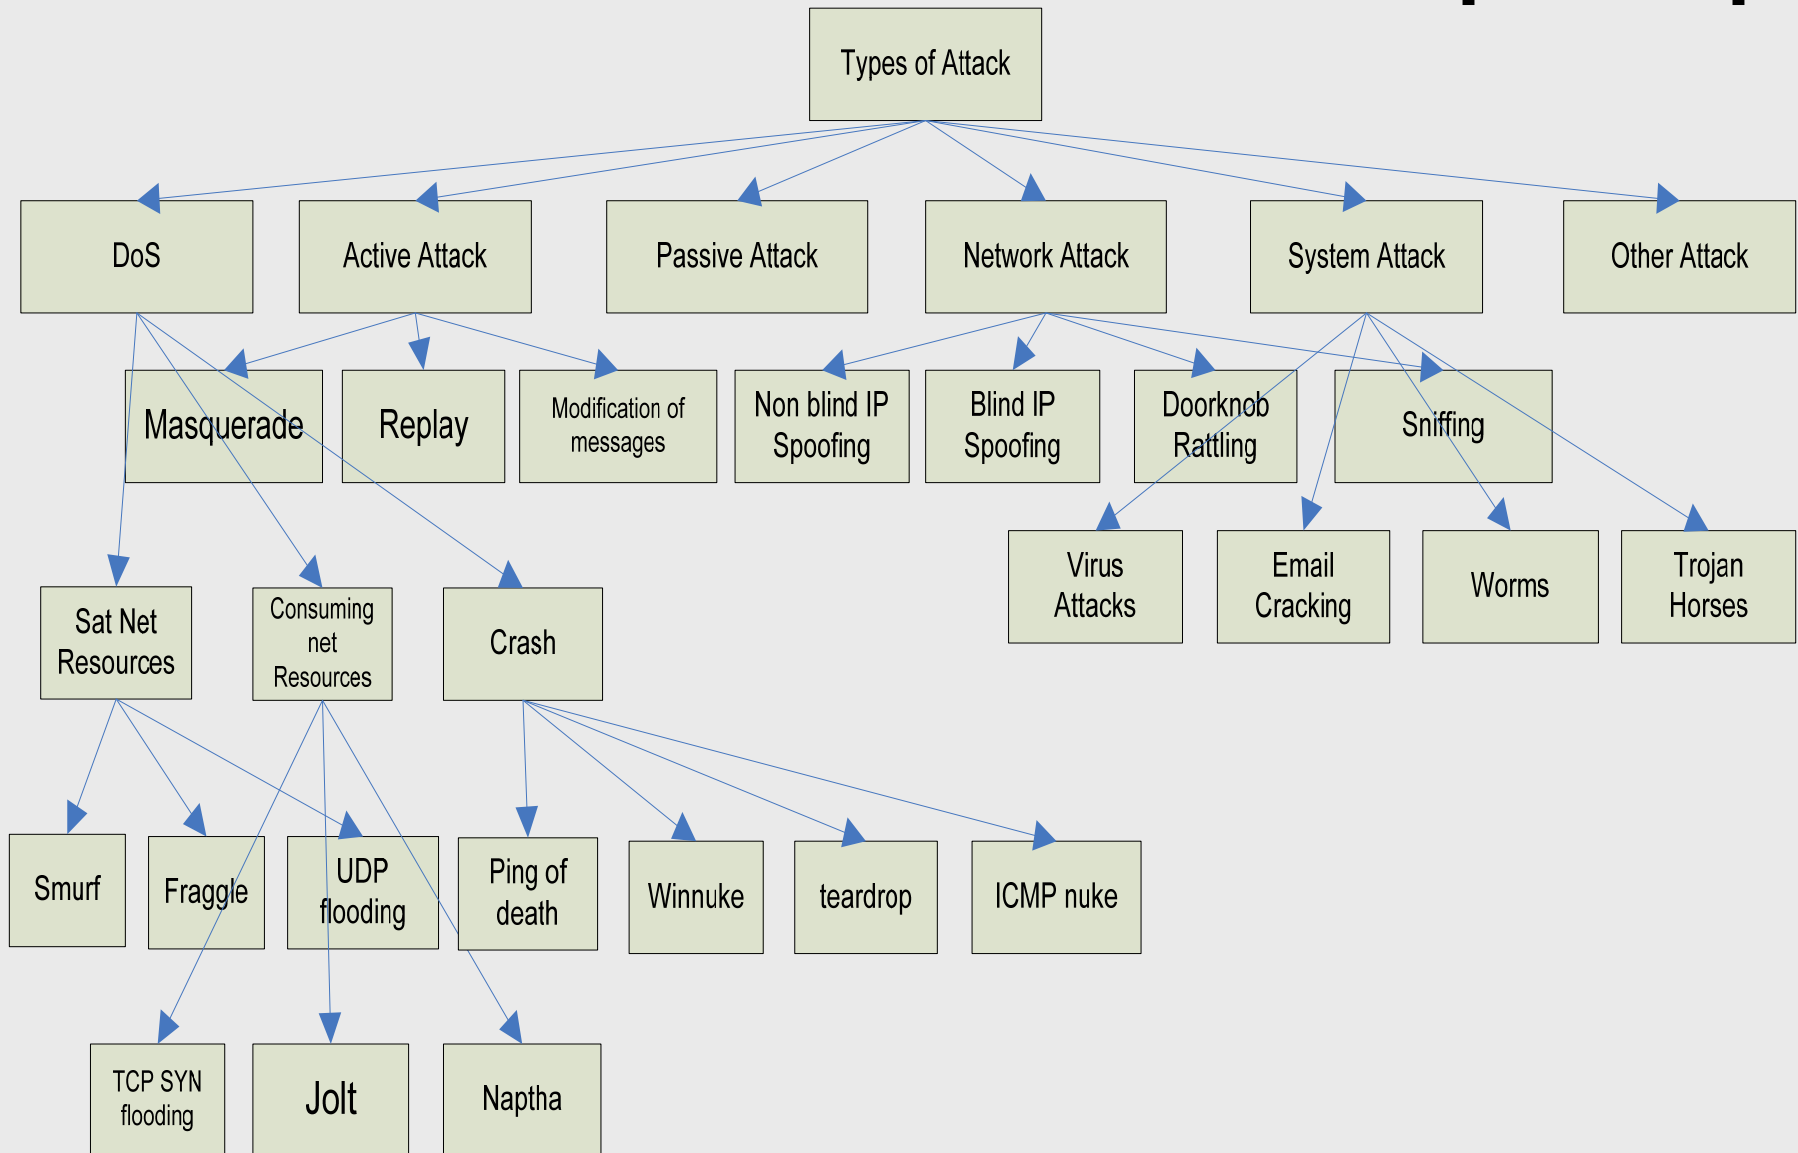 Types of Attack
DoS
Active Attack
Passive Attack
Network Attack
System Attack
Other Attack
Masquerade
Replay
Modification of
messages
Non blind IP
Spoofing
Blind IP
Spoofing
Doorknob
Rattling
Sniffing
Virus
Attacks
Email
Cracking
Worms
Trojan
Horses
Sat Net
Resources
Consuming
net
Resources
Crash
Smurf
Fraggle
UDP
flooding
Ping of
death
Winnuke
teardrop
ICMP nuke
TCP SYN
flooding
Jolt
Naptha